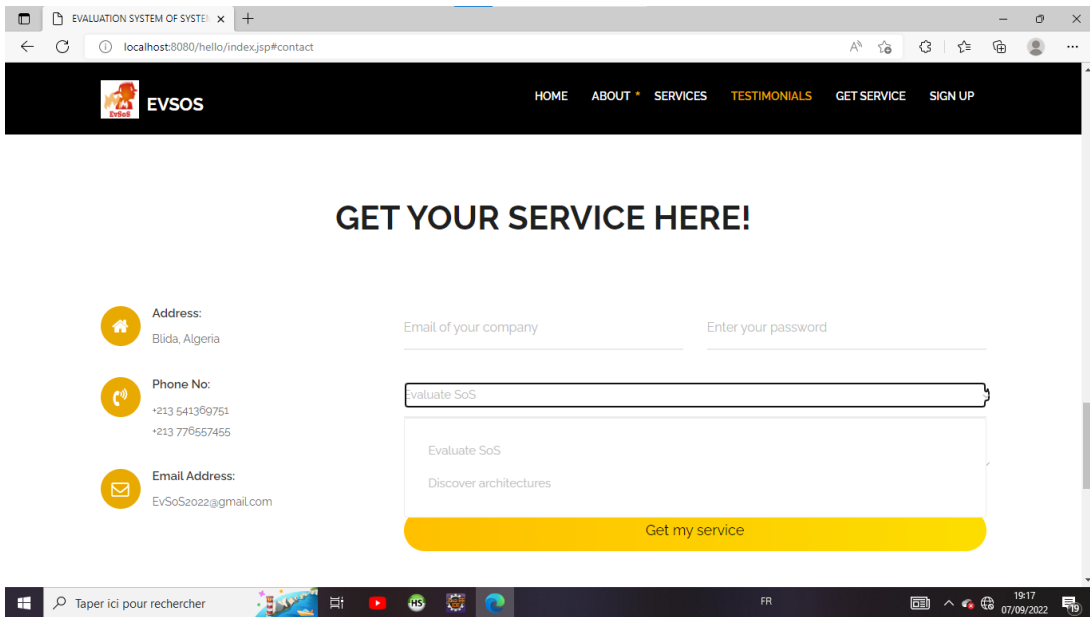 EVALUATION SYSTEM OF SYSTE
localhost:8080/hello/index.jsp#contact
EvSoS
EVSOS
HOME ABOUT * SERVICES TESTIMONIALS GET SERVICE SIGN UP
GET YOUR SERVICE HERE!
Address:
Blida, Algeria
Phone No:
+213 541369751
+213 776557455
Email Address:
EvSoS2022@gmail.com
Email of your company Enter your password
Evaluate SoS
Evaluate SoS
Discover architectures
Get my service
Taper ici pour rechercher
HS
FR
19:17
07/09/2022
19